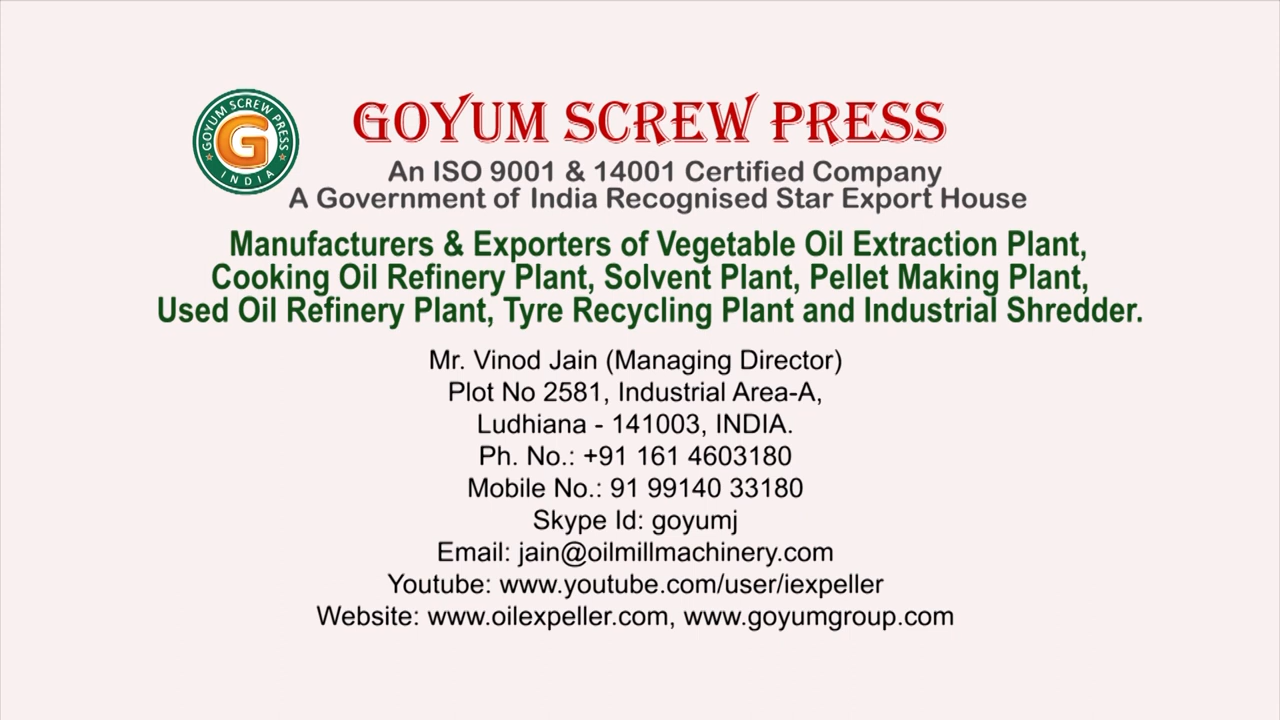 GOYUM SCREW PRESS
INDIA
G
GOYUM SCREW PRESS
An ISO 9001 & 14001 Certified Company
A Government of India Recognised Star Export House
Manufacturers & Exporters of Vegetable Oil Extraction Plant,
Cooking Oil Refinery Plant, Solvent Plant, Pellet Making Plant,
Used Oil Refinery Plant, Tyre Recycling Plant and Industrial Shredder.
Mr. Vinod Jain (Managing Director)
Plot No 2581, Industrial Area-A,
Ludhiana - 141003, INDIA.
Ph. No.: +91 161 4603180
Mobile No.: 91 99140 33180
Skype Id: goyumj
Email: jain@oilmillmachinery.com
Youtube: www.youtube.com/user/iexpeller
Website: www.oilexpeller.com, www.goyumgroup.com